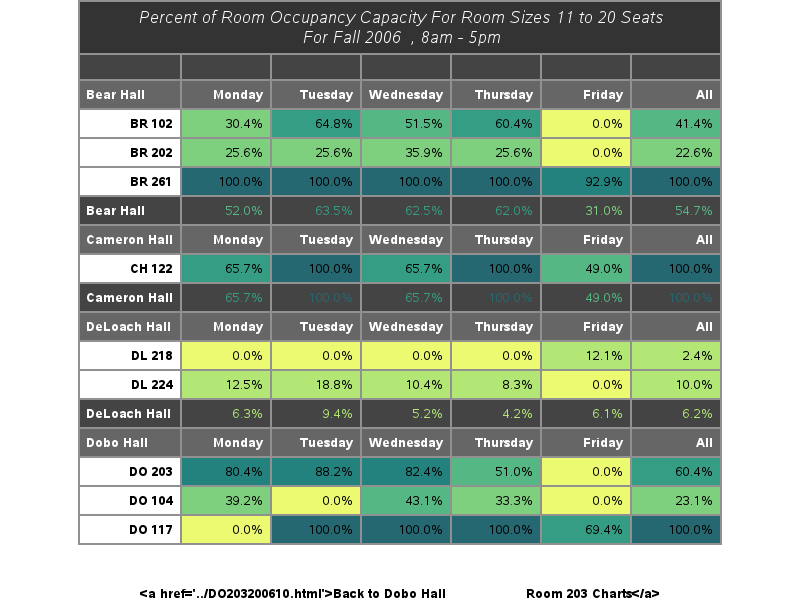 Percent of Room Occupancy Capacity For Room Sizes 11 to 20 Seats
For Fall 2006 , 8am - 5pm
Bear Hall Monday Tuesday Wednesday Thursday Friday All
BR 102 30.4% 64.8% 51.5% 60.4% 0.0% 41.4%
BR 202 25.6% 25.6% 35.9% 25.6% 0.0% 22.6%
BR 261 100.0% 100.0% 100.0% 100.0% 92.9% 100.0%
Bear Hall 52.0% 63.5% 62.5% 62.0% 31.0% 54.7%
Cameron Hall Monday Tuesday Wednesday Thursday Friday All
CH 122 65.7% 100.0% 65.7% 100.0% 49.0% 100.0%
Cameron Hall 65.7% 100.0% 65.7% 100.0% 49.0% 100.0%
DeLoach Hall Monday Tuesday Wednesday Thursday Friday All
DL 218 0.0% 0.0% 0.0% 0.0% 12.1% 2.4%
DL 224 12.5% 18.8% 10.4% 8.3% 0.0% 10.0%
DeLoach Hall 6.3% 9.4% 5.2% 4.2% 6.1% 6.2%
Dobo Hall Monday Tuesday Wednesday Thursday Friday All
DO 203 80.4% 88.2% 82.4% 51.0% 0.0% 60.4%
DO 104 39.2% 0.0% 43.1% 33.3% 0.0% 23.1%
DO 117 0.0% 100.0% 100.0% 100.0% 69.4% 100.0%
<a href='../DO203200610.html'>Back to Dobo Hall Room 203 Charts</a>